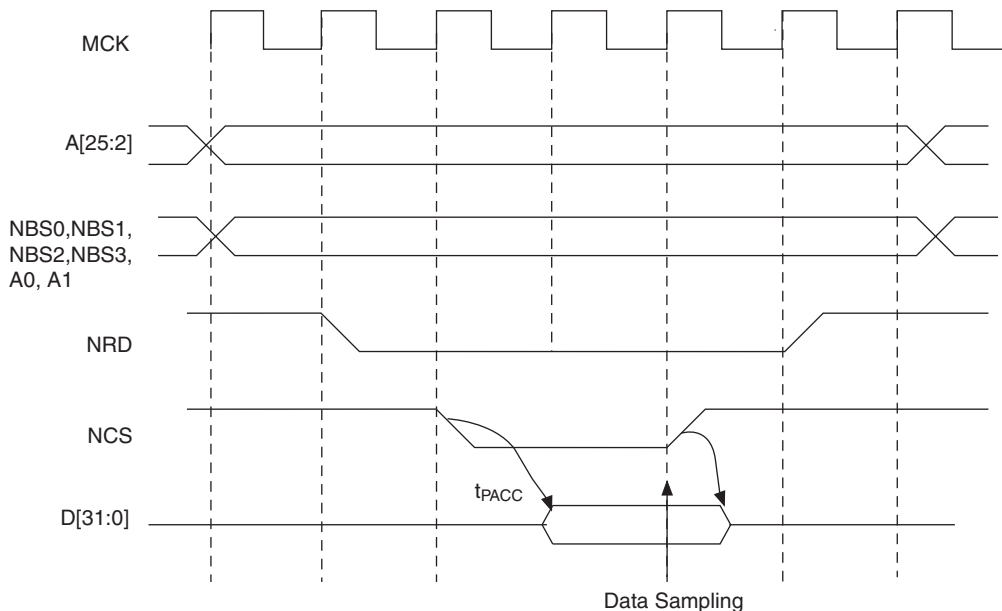 MCK
A[25:2]
NBS0,NBS1,
NBS2,NBS3,
A0, A1
NRD
NCS
tPACC
D[31:0]
Data Sampling